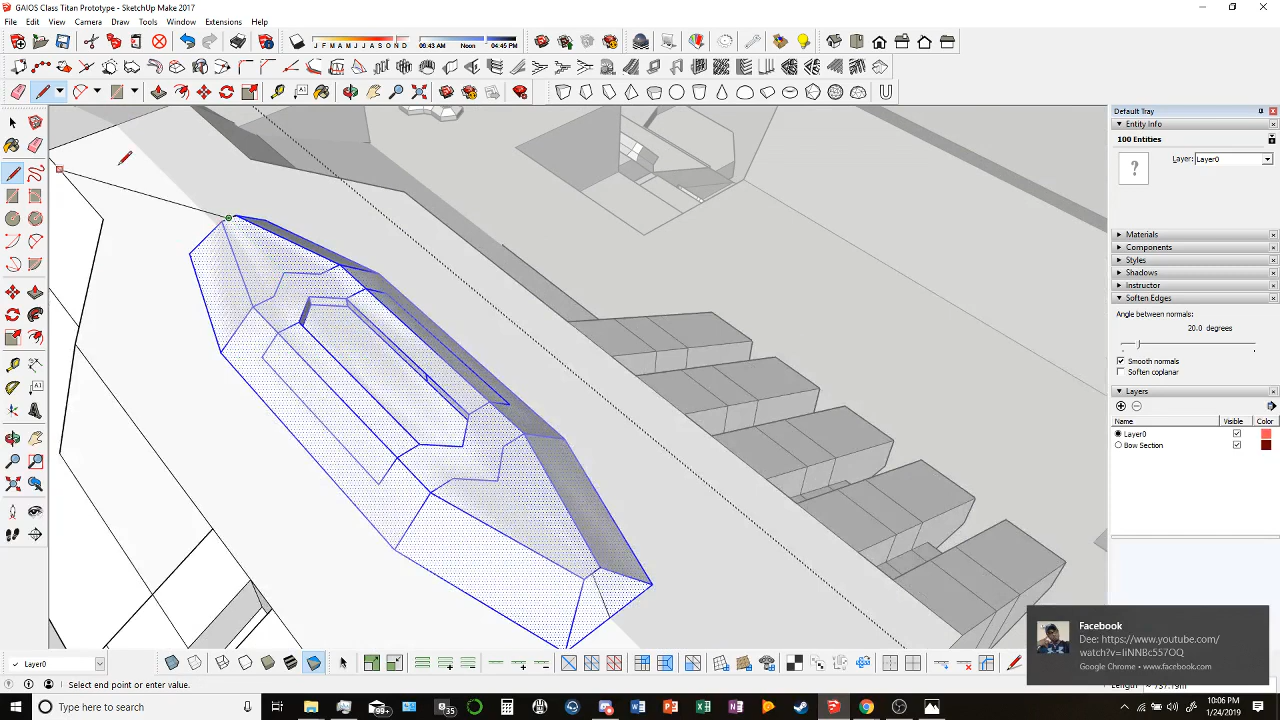 GAIOS Class Titan Prototype - SketchUp Make 2017
File Edit View Camera Draw Tools Window Extensions Help
J F M A M J J A S O N D
Noon 04:45 PM
Default Tray
Entity Info
100 Entities
Layer: Layer0
?
Materials
Components
Styles
Shadows
Instructor
Soften Edges
Angle between normals:
20.0 degrees
Smooth normals
Soften coplanar
Layers
Name Visible Color
Layer0
Bow Section
Facebook
Dee: https://www.youtube.com/
watch?v=IiNNBc557OQ
Google Chrome • www.facebook.com
Layer0
Select end point or enter value.
Type here to search
99+
35
10:06 PM
1/24/2019